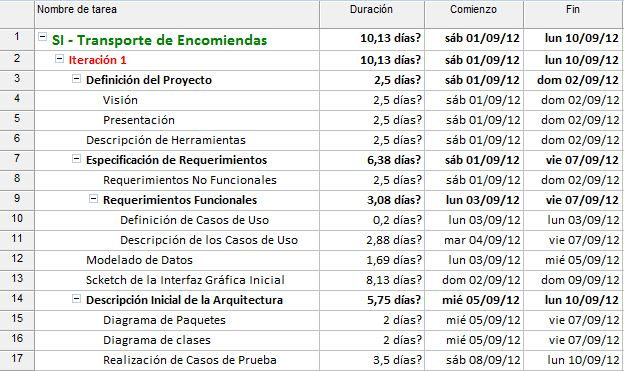 Nombre de tarea Duración Comienzo Fin
1 SI - Transporte de Encomiendas 10,13 días? sáb 01/09/12 lun 10/09/12
2 Iteración 1 10,13 días? sáb 01/09/12 lun 10/09/12
3 Definición del Proyecto 2,5 días? sáb 01/09/12 dom 02/09/12
4 Visión 2,5 días? sáb 01/09/12 dom 02/09/12
5 Presentación 2,5 días? sáb 01/09/12 dom 02/09/12
6 Descripción de Herramientas 2,5 días? sáb 01/09/12 dom 02/09/12
7 Especificación de Requerimientos 6,38 días? sáb 01/09/12 vie 07/09/12
8 Requerimientos No Funcionales 2,5 días? sáb 01/09/12 dom 02/09/12
9 Requerimientos Funcionales 3,08 días? lun 03/09/12 vie 07/09/12
10 Definición de Casos de Uso 0,2 días? lun 03/09/12 lun 03/09/12
11 Descripción de los Casos de Uso 2,88 días? mar 04/09/12 vie 07/09/12
12 Modelado de Datos 1,69 días? lun 03/09/12 mié 05/09/12
13 Scketch de la Interfaz Gráfica Inicial 8,13 días? dom 02/09/12 dom 09/09/12
14 Descripción Inicial de la Arquitectura 5,75 días? mié 05/09/12 lun 10/09/12
15 Diagrama de Paquetes 2 días? mié 05/09/12 vie 07/09/12
16 Diagrama de clases 2 días? mié 05/09/12 vie 07/09/12
17 Realización de Casos de Prueba 3,5 días? sáb 08/09/12 lun 10/09/12